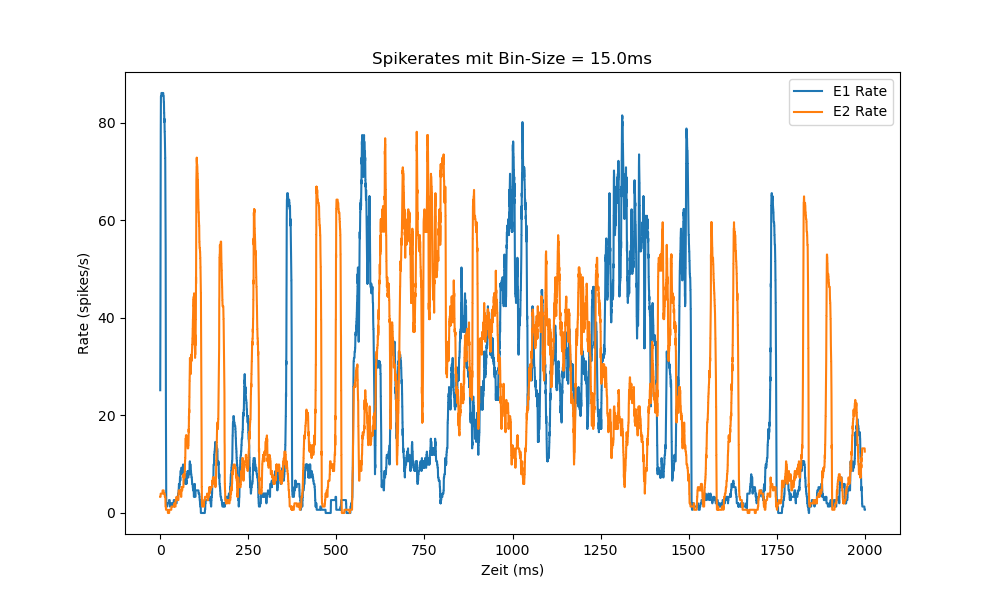 Spikerates mit Bin-Size = 15.0ms
E1 Rate
E2 Rate
Rate (spikes/s)
80
60
40
20
0
0 250 500 750 1000 1250 1500 1750 2000
Zeit (ms)